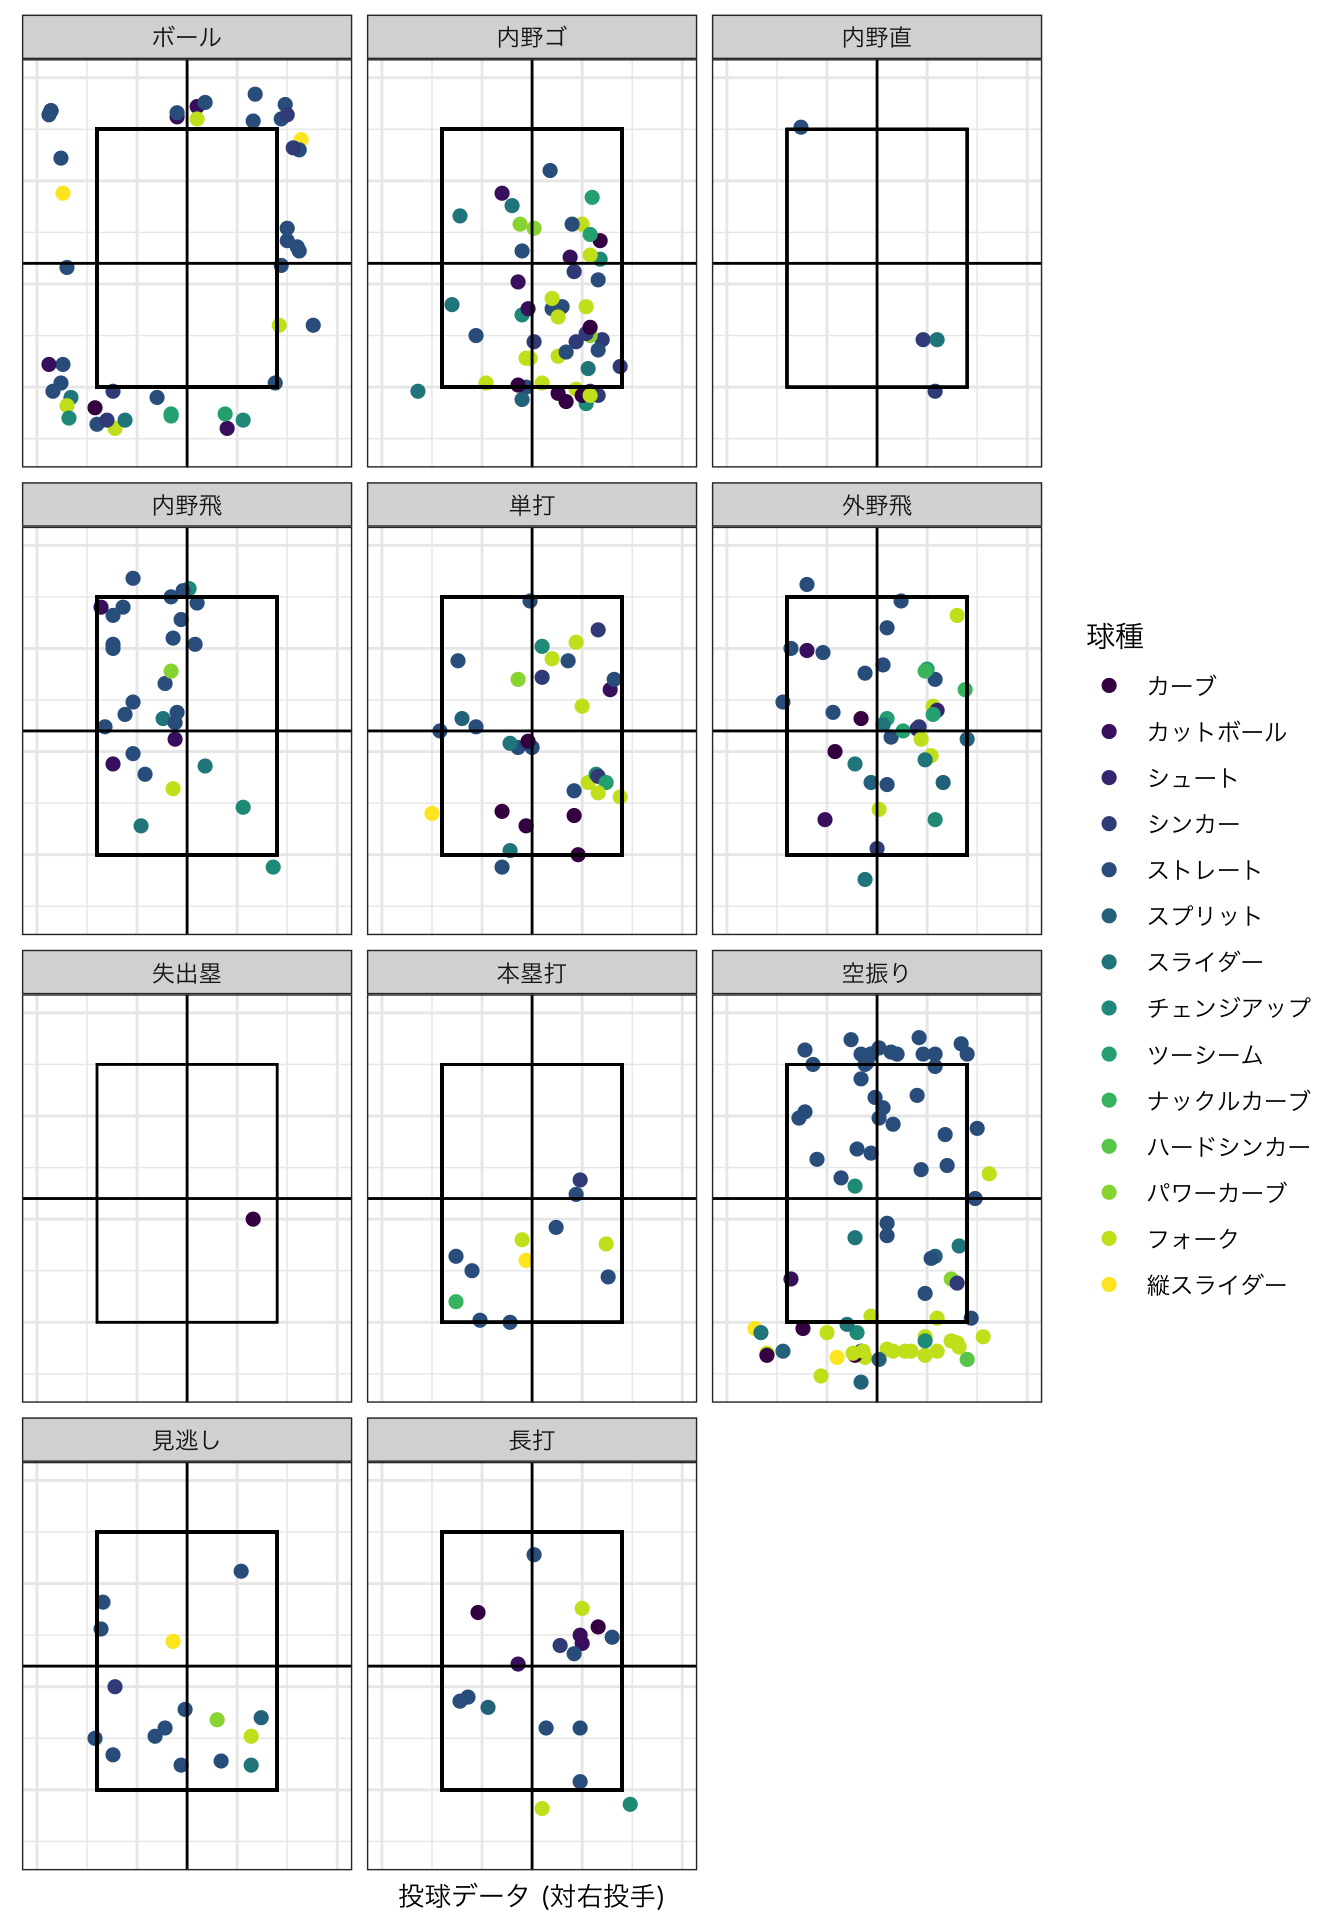 ボール
内野ゴ
内野直
内野飛
単打
外野飛
失出塁
本塁打
空振り
見逃し
長打
球種
カーブ
カットボール
シュート
シンカー
ストレート
スプリット
スライダー
チェンジアップ
ツーシーム
ナックルカーブ
ハードシンカー
パワーカーブ
フォーク
縦スライダー
投球データ (対右投手)